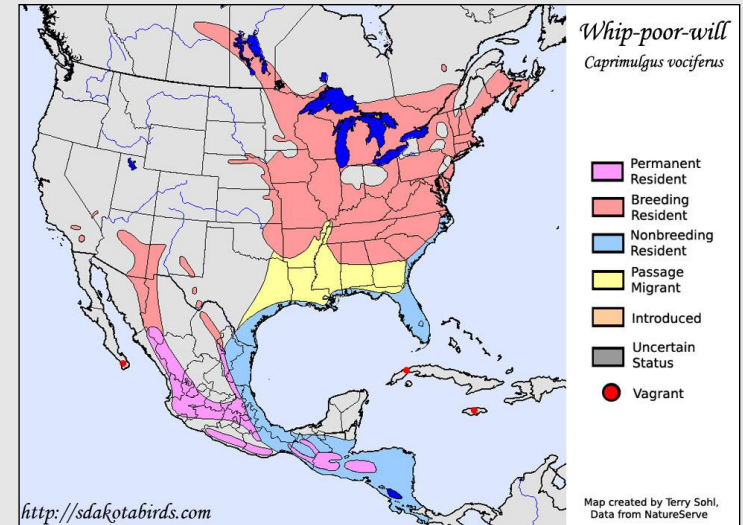 Whip-poor-will
Caprimulgus vociferus
Permanent
Resident
Breeding
Resident
Nonbreeding
Resident
Passage
Migrant
Introduced
Uncertain
Status
Vagrant
Map created by Terry Sohl,
Data from NatureServe
http://sdakotabirds.com